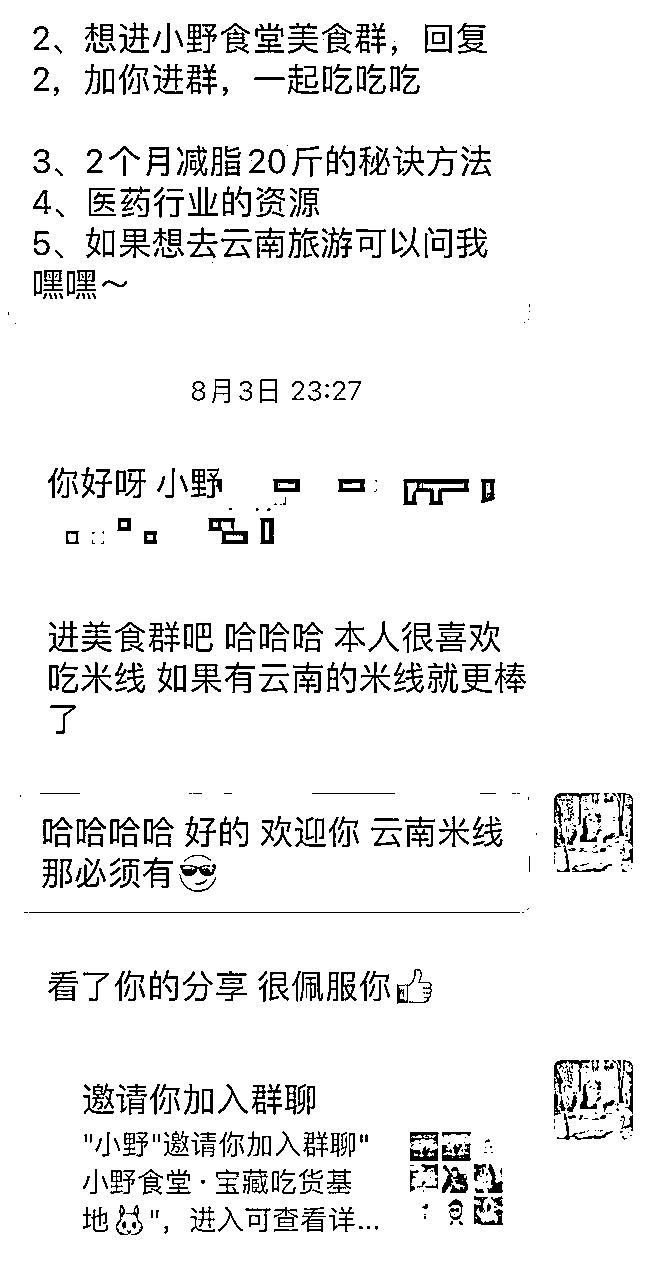 2、想进小野食堂美食群，回复
2，加你进群，一起吃吃吃
3、2个月减脂20斤的秘诀方法
4、医药行业的资源
5、如果想去云南旅游可以问我
嘿嘿～
8月3日 23:27
你好呀 小野
进美食群吧 哈哈哈 本人很喜欢
吃米线 如果有云南的米线就更棒
了
哈哈哈哈 好的 欢迎你 云南米线
那必须有😎
看了你的分享 很佩服你👍
邀请你加入群聊
"小野"邀请你加入群聊"
小野食堂·宝藏吃货基
地🐰"，进入可查看详...